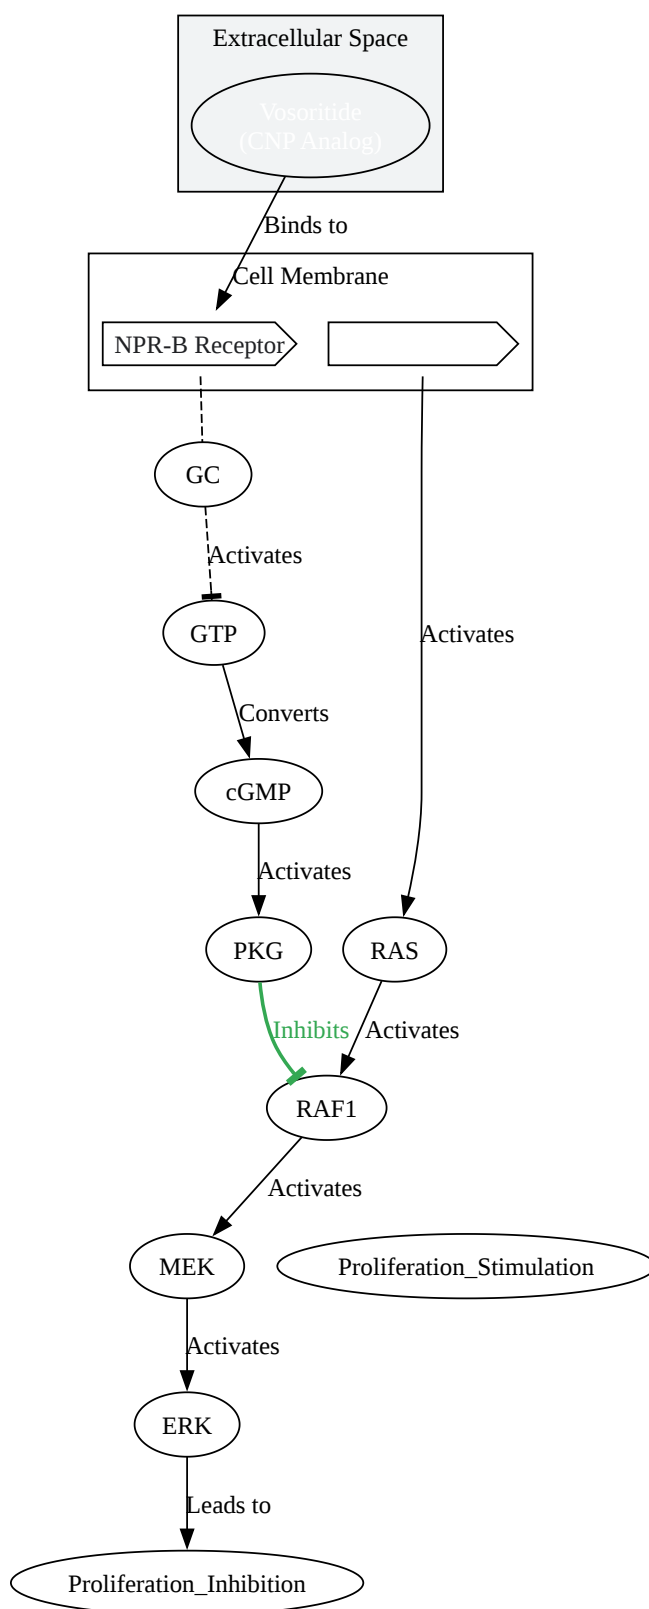 Extracellular Space
Vosoritide
(CNP Analog)
Binds to
Cell Membrane
NPR-B Receptor
GC
Activates
GTP
Activates
Converts
cGMP
Activates
PKG
RAS
Inhibits
Activates
RAF1
Activates
MEK
Proliferation_Stimulation
Activates
ERK
Leads to
Proliferation_Inhibition